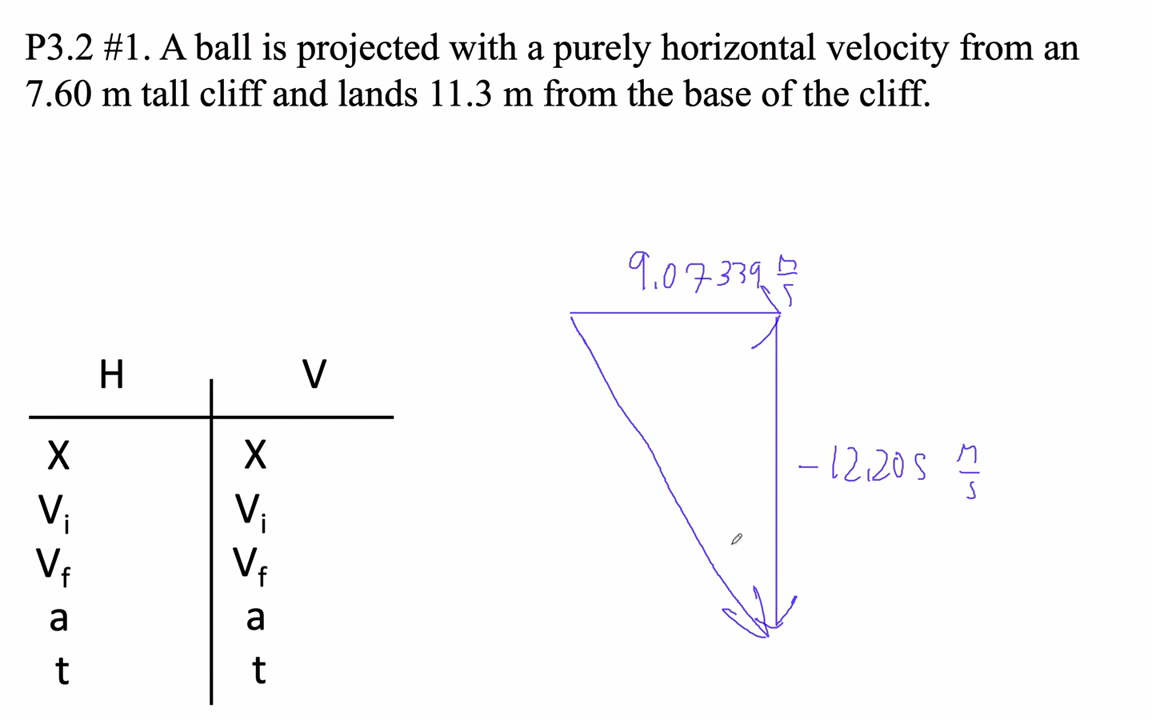 P3.2 #1. A ball is projected with a purely horizontal velocity from an
7.60 m tall cliff and lands 11.3 m from the base of the cliff.
9.07339 m/s
H V
X X
Vi Vi
-12.205 m/s
Vf Vf
a a
t t